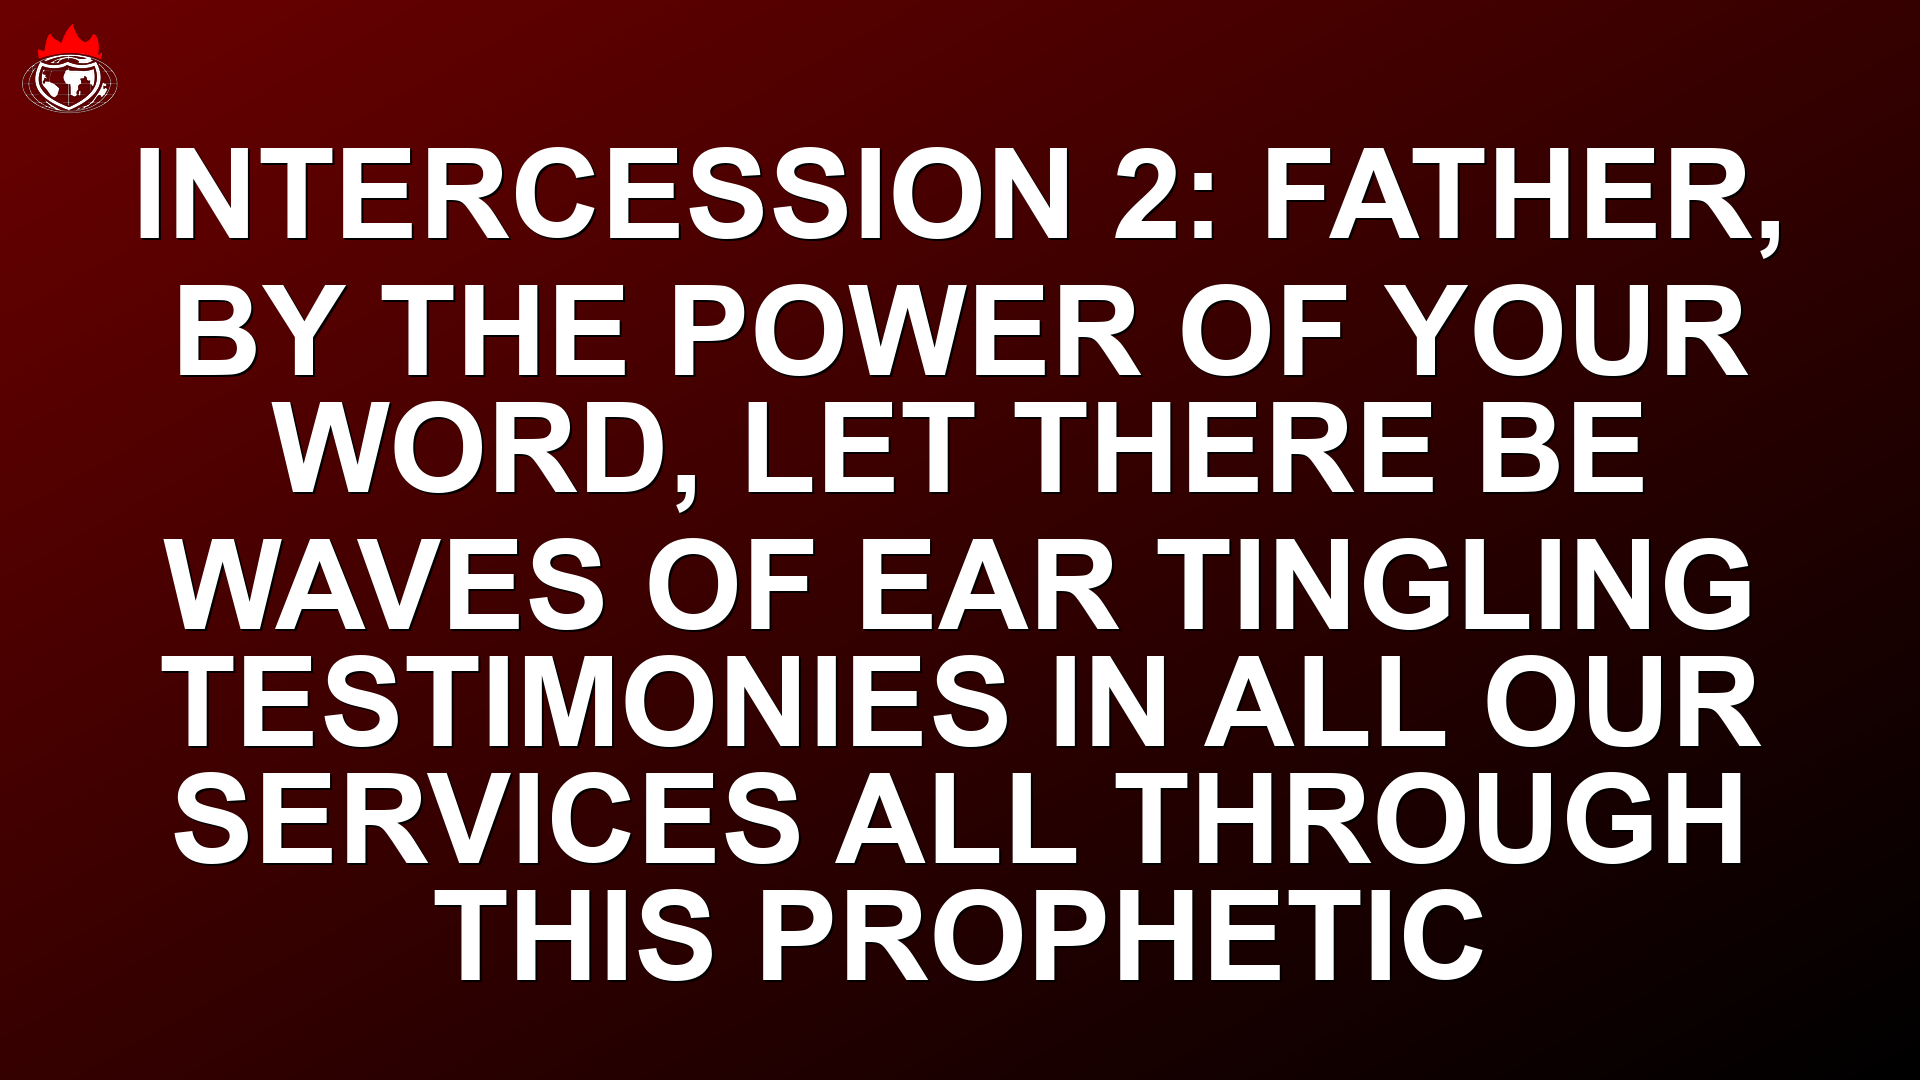 INTERCESSION 2: FATHER,
BY THE POWER OF YOUR
WORD, LET THERE BE
WAVES OF EAR TINGLING
TESTIMONIES IN ALL OUR
SERVICES ALL THROUGH
THIS PROPHETIC